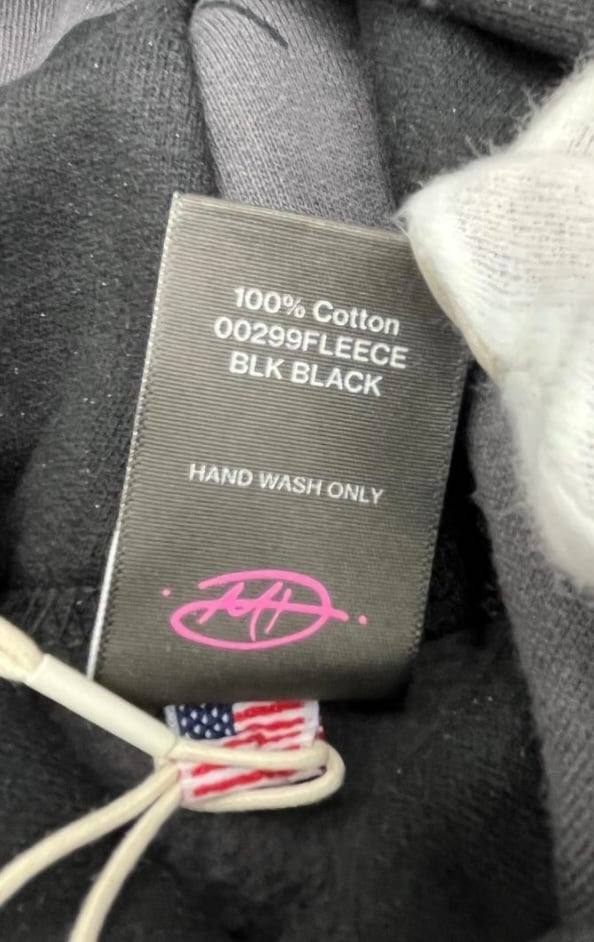 100% Cotton
00299FLEECE
BLK BLACK
HAND WASH ONLY